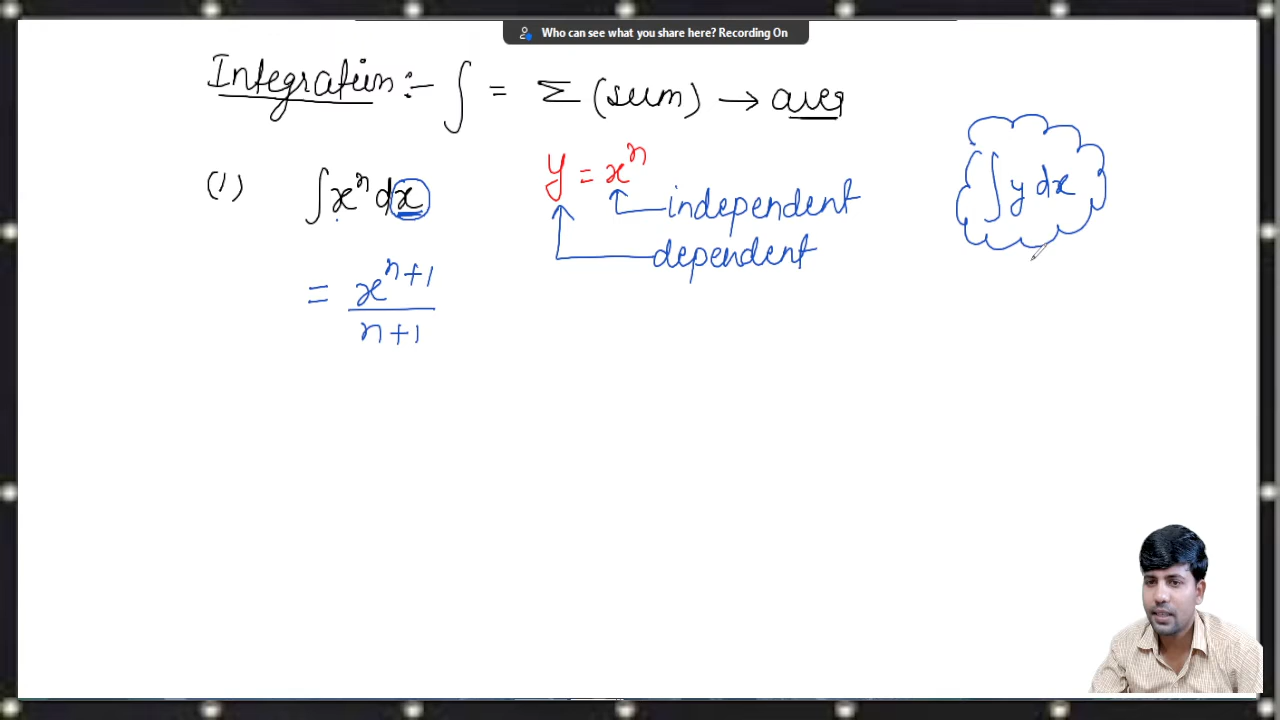 Who can see what you share here? Recording On
Integration :- ∫ = Σ (sum) → aver
(1) ∫ xⁿ dx
y = xⁿ
independent
dependent
∫ y dx
= xⁿ⁺¹ / n+1